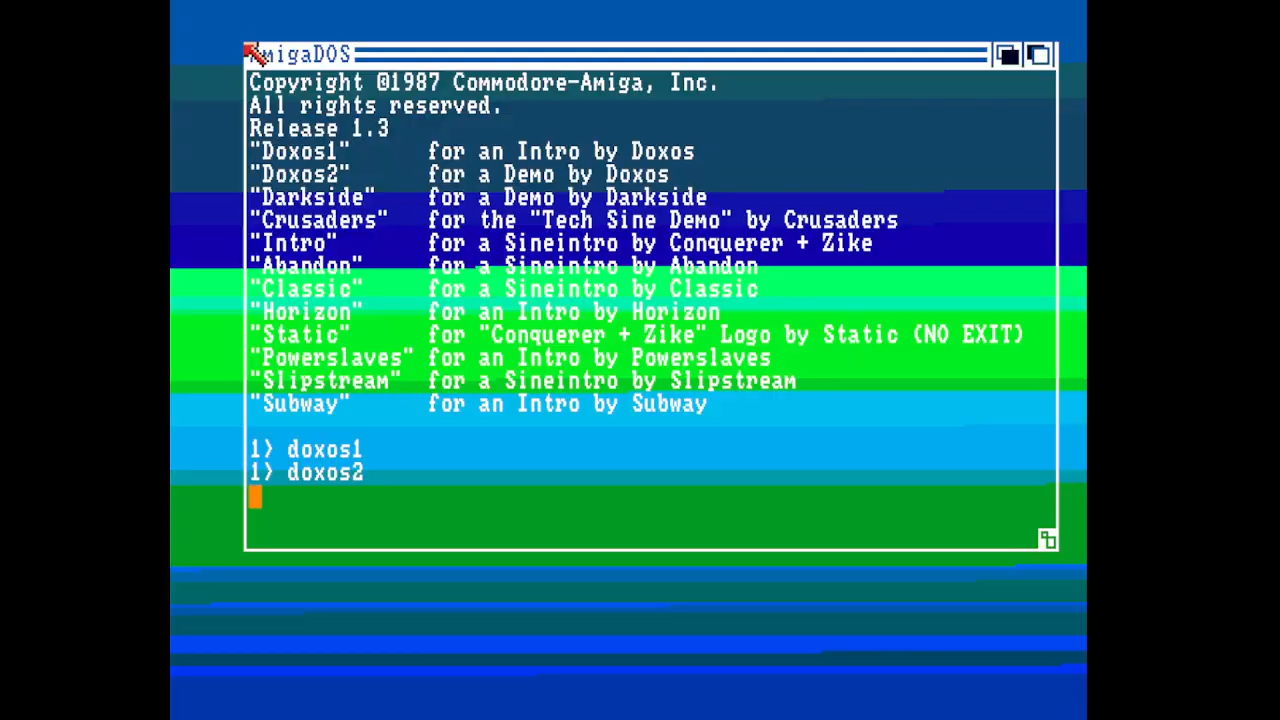 AmigaDOS
Copyright ©1987 Commodore-Amiga, Inc.
All rights reserved.
Release 1.3
"Doxos1" for an Intro by Doxos
"Doxos2" for a Demo by Doxos
"Darkside" for a Demo by Darkside
"Crusaders" for the "Tech Sine Demo" by Crusaders
"Intro" for a Sineintro by Conquerer + Zike
"Abandon" for a Sineintro by Abandon
"Classic" for a Sineintro by Classic
"Horizon" for an Intro by Horizon
"Static" for "Conquerer + Zike" Logo by Static (NO EXIT)
"Powerslaves" for an Intro by Powerslaves
"Slipstream" for a Sineintro by Slipstream
"Subway" for an Intro by Subway
1> doxos1
1> doxos2